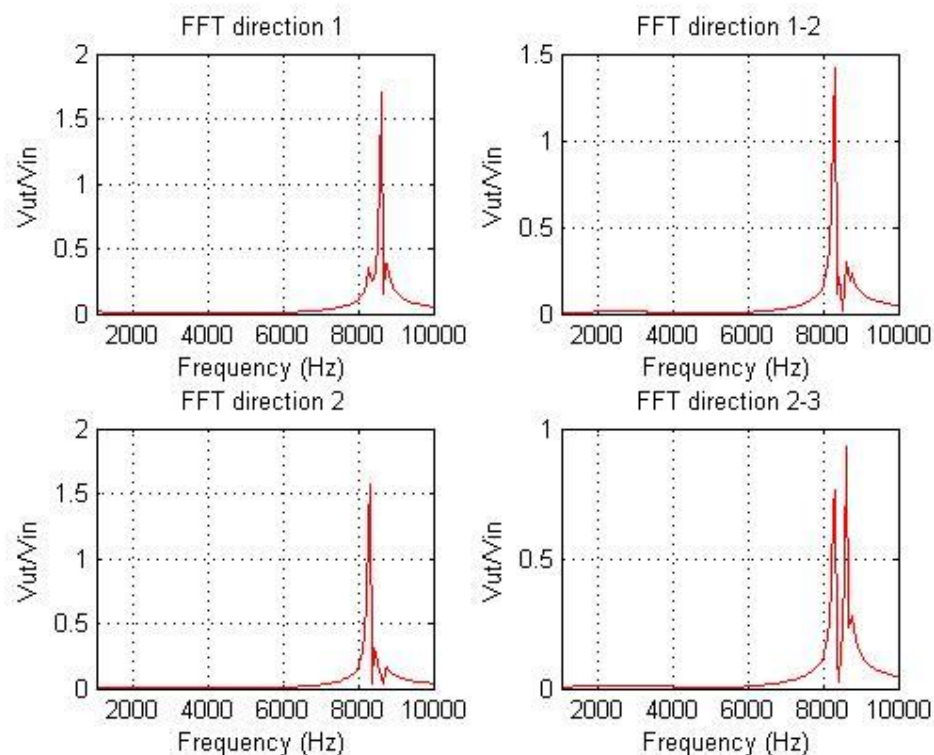 FFT direction 1
2
1.5
1
0.5
0
Vut/Vin
2000 4000 6000 8000 10000
Frequency (Hz)
FFT direction 1-2
1.5
1
0.5
0
Vut/Vin
2000 4000 6000 8000 10000
Frequency (Hz)
FFT direction 2
2
1.5
1
0.5
0
Vut/Vin
2000 4000 6000 8000 10000
Frequency (Hz)
FFT direction 2-3
1
0.5
0
Vut/Vin
2000 4000 6000 8000 10000
Frequency (Hz)